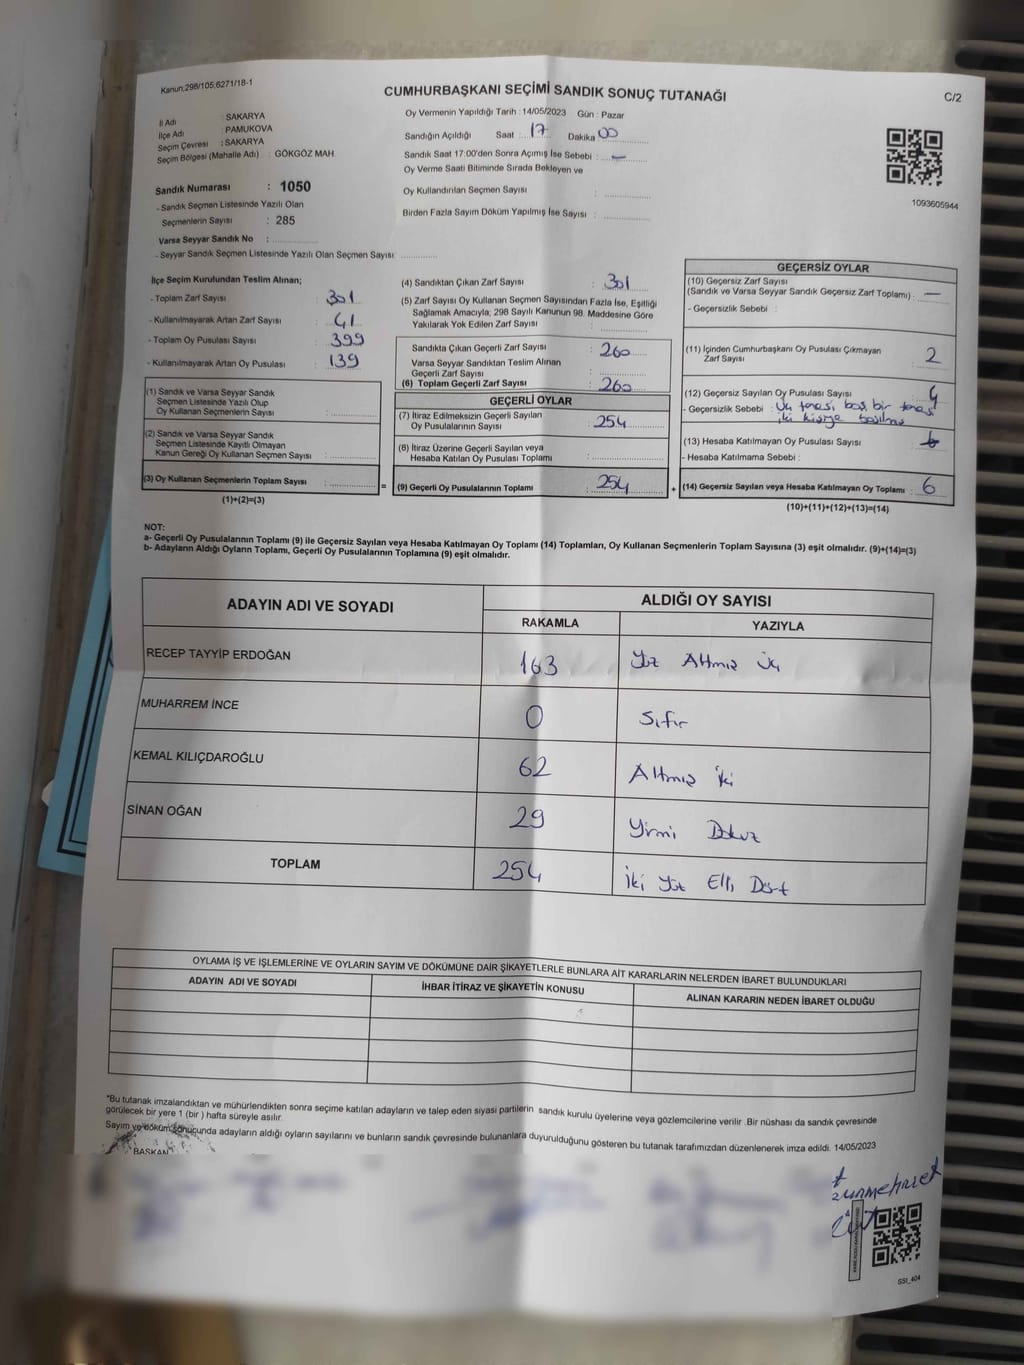 Kanun;298/105,6271/18-1
CUMHURBAŞKANI SEÇİMİ SANDIK SONUÇ TUTANAĞI
C/2
İl Adı : SAKARYA
İlçe Adı : PAMUKOVA
Seçim Çevresi : SAKARYA
Seçim Bölgesi (Mahalle Adı) : GÖKGÖZ MAH.
Sandık Numarası : 1050
- Sandık Seçmen Listesinde Yazılı Olan
Seçmenlerin Sayısı : 285
Varsa Seyyar Sandık No :
- Seyyar Sandık Seçmen Listesinde Yazılı Olan Seçmen Sayısı :
Oy Vermenin Yapıldığı Tarih : 14/05/2023 Gün : Pazar
Sandığın Açıldığı Saat : 17 Dakika 00
Sandık Saat 17:00'den Sonra Açımış İse Sebebi : –
Oy Verme Saati Bitiminde Sırada Bekleyen ve
Oy Kullandırılan Seçmen Sayısı :
Birden Fazla Sayım Döküm Yapılmış İse Sayısı :
1093605944
İlçe Seçim Kurulundan Teslim Alınan;
- Toplam Zarf Sayısı : 301
- Kullanılmayarak Artan Zarf Sayısı : 41
- Toplam Oy Pusulası Sayısı : 399
- Kullanılmayarak Artan Oy Pusulası : 139
(1) Sandık ve Varsa Seyyar Sandık
Seçmen Listesinde Yazılı Olup
Oy Kullanan Seçmenlerin Sayısı :
(2) Sandık ve Varsa Seyyar Sandık
Seçmen Listesinde Kayıtlı Olmayan
Kanun Gereği Oy Kullanan Seçmen Sayısı :
(3) Oy Kullanan Seçmenlerin Toplam Sayısı :
(1)+(2)=(3)
=
(4) Sandıktan Çıkan Zarf Sayısı : 301
(5) Zarf Sayısı Oy Kullanan Seçmen Sayısından Fazla İse, Eşitliği
Sağlamak Amacıyla, 298 Sayılı Kanunun 98. Maddesine Göre
Yakılarak Yok Edilen Zarf Sayısı :
Sandıkta Çıkan Geçerli Zarf Sayısı : 260
Varsa Seyyar Sandıktan Teslim Alınan
Geçerli Zarf Sayısı :
(6) Toplam Geçerli Zarf Sayısı : 260
GEÇERLİ OYLAR
(7) İtiraz Edilmeksizin Geçerli Sayılan
Oy Pusulalarının Sayısı : 254
(8) İtiraz Üzerine Geçerli Sayılan veya
Hesaba Katılan Oy Pusulası Toplamı :
(9) Geçerli Oy Pusulalarının Toplamı : 254
+
GEÇERSİZ OYLAR
(10) Geçersiz Zarf Sayısı
(Sandık ve Varsa Seyyar Sandık Geçersiz Zarf Toplamı) : –
- Geçersizlik Sebebi :
(11) İçinden Cumhurbaşkanı Oy Pusulası Çıkmayan
Zarf Sayısı : 2
(12) Geçersiz Sayılan Oy Pusulası Sayısı : 4
- Geçersizlik Sebebi : Üç tanesi boş bir tanesi
iki kişiye basılmış
(13) Hesaba Katılmayan Oy Pusulası Sayısı :
- Hesaba Katılmama Sebebi :
(14) Geçersiz Sayılan veya Hesaba Katılmayan Oy Toplamı : 6
(10)+(11)+(12)+(13)=(14)
NOT:
a- Geçerli Oy Pusulalarının Toplamı (9) ile Geçersiz Sayılan veya Hesaba Katılmayan Oy Toplamı (14) Toplamları, Oy Kullanan Seçmenlerin Toplam Sayısına (3) eşit olmalıdır. (9)+(14)=(3)
b- Adayların Aldığı Oyların Toplamı, Geçerli Oy Pusulalarının Toplamına (9) eşit olmalıdır.
ADAYIN ADI VE SOYADI
ALDIĞI OY SAYISI
RAKAMLA
YAZIYLA
RECEP TAYYİP ERDOĞAN 163 Yüz Altmış Üç
MUHARREM İNCE 0 Sıfır
KEMAL KILIÇDAROĞLU 62 Altmış İki
SİNAN OĞAN 29 Yirmi Dokuz
TOPLAM 254 İki Yüz Elli Dört
OYLAMA İŞ VE İŞLEMLERİNE VE OYLARIN SAYIM VE DÖKÜMÜNE DAİR ŞİKAYETLERLE BUNLARA AİT KARARLARIN NELERDEN İBARET BULUNDUKLARI
ADAYIN ADI VE SOYADI
İHBAR İTİRAZ VE ŞİKAYETİN KONUSU
ALINAN KARARIN NEDEN İBARET OLDUĞU
"Bu tutanak imzalandıktan ve mühürlendikten sonra seçime katılan adayların ve talep eden siyasi partilerin sandık kurulu üyelerine veya gözlemcilerine verilir .Bir nüshası da sandık çevresinde
görülecek bir yere 1 (bir ) hafta süreyle asılır.
Sayım ve döküm sonucunda adayların aldığı oyların sayılarını ve bunların sandık çevresinde bulunanlara duyurulduğunu gösteren bu tutanak tarafımızdan düzenlenerek imza edildi. 14/05/2023
BAŞKAN
SSİ_404